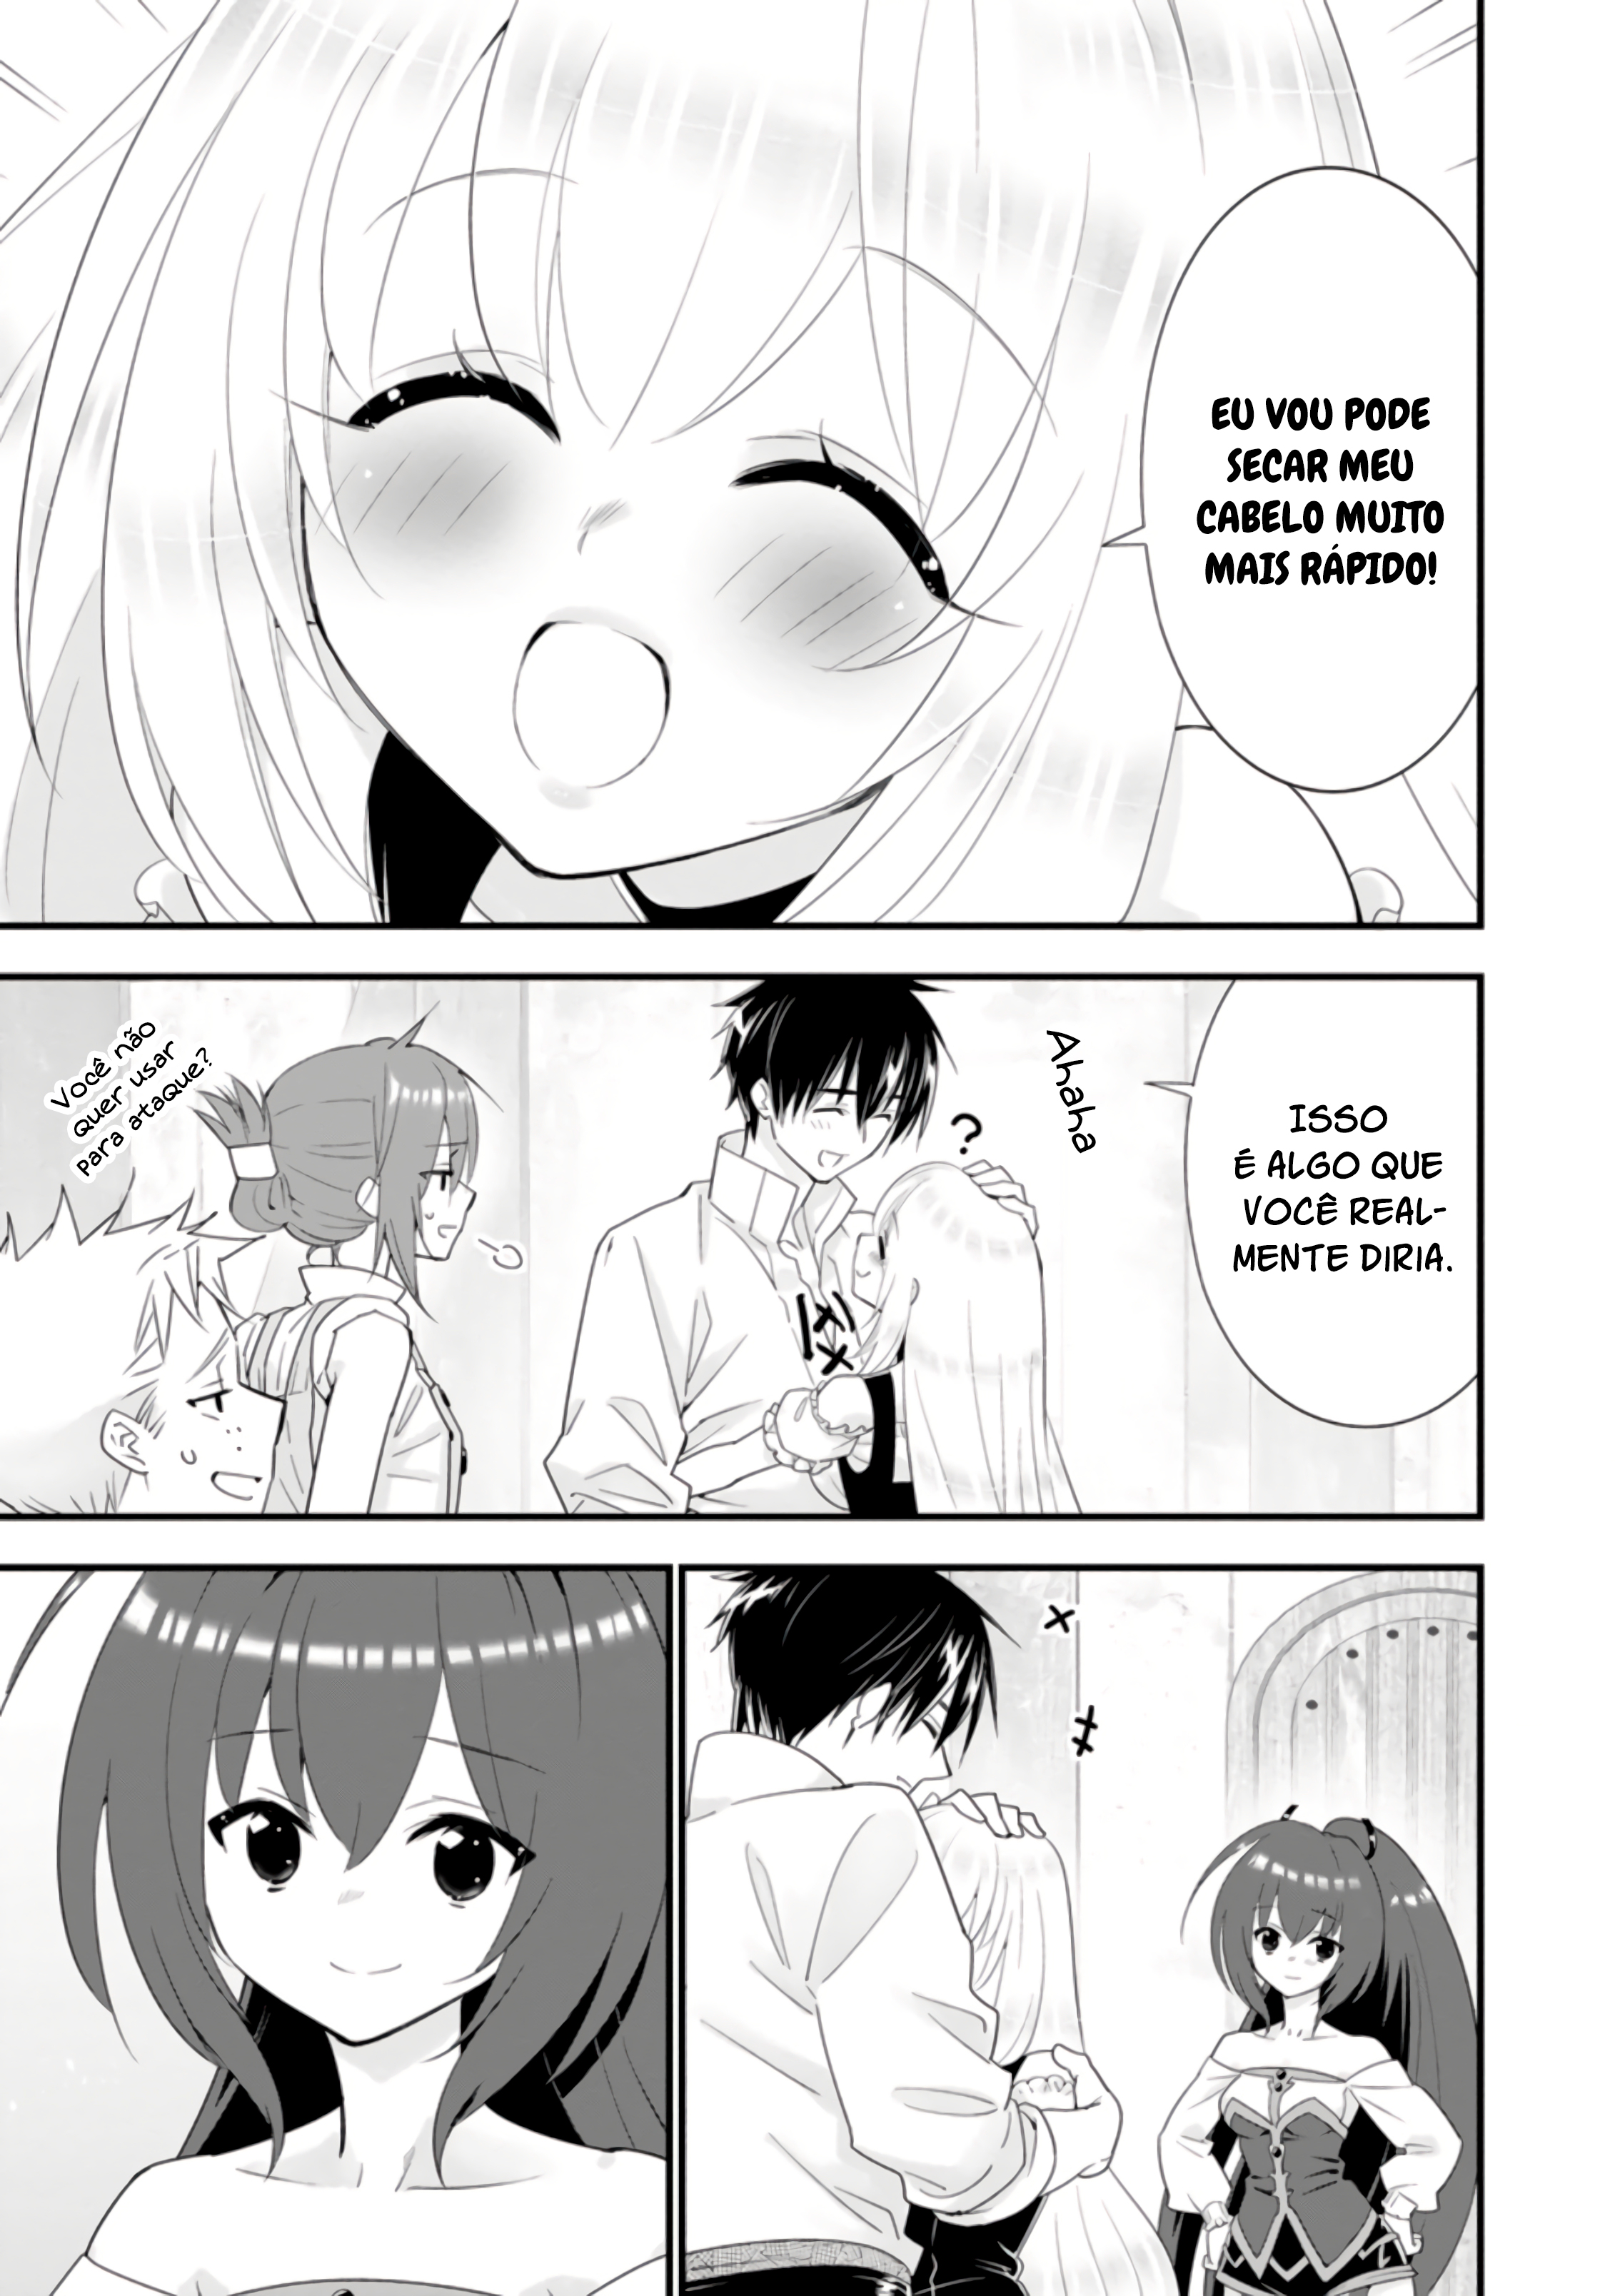 EU VOU PODE
SECAR MEU
CABELO MUITO
MAIS RÁPIDO!
ISSO
É ALGO QUE
VOCÊ REAL-
MENTE DIRIA.
Ahaha
?
Você não
quer usar
para ataque?